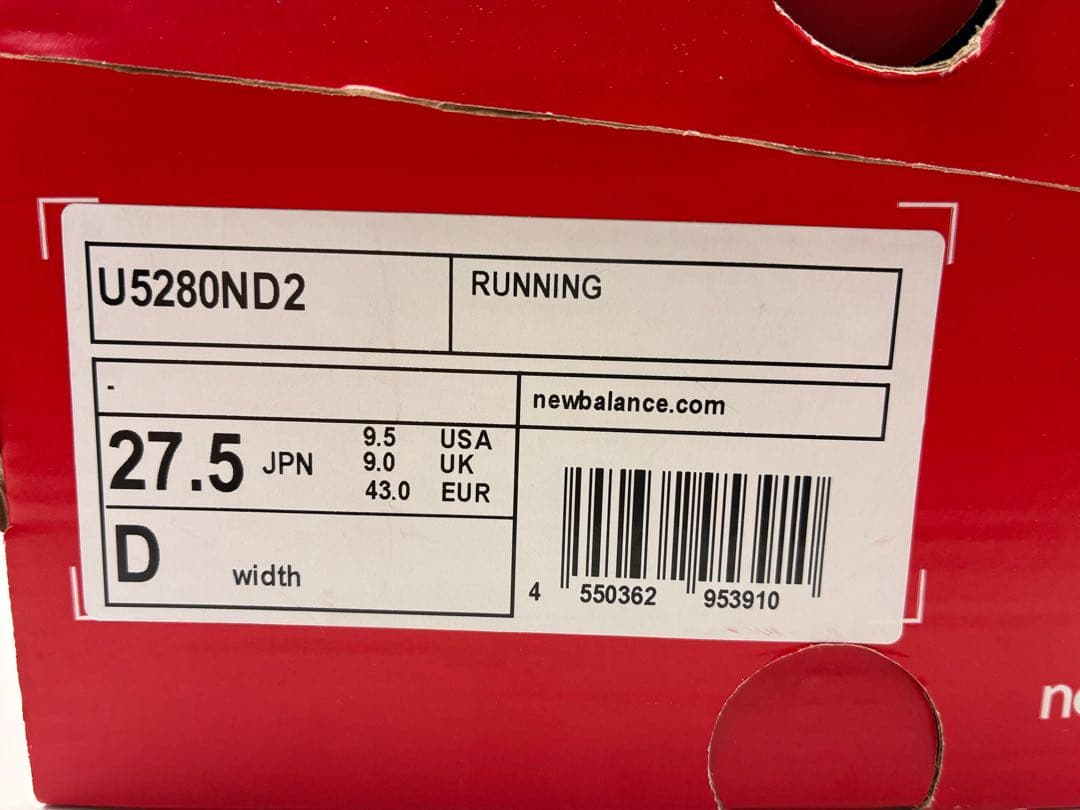 U5280ND2
RUNNING
-
newbalance.com
27.5 JPN
9.5 USA
9.0 UK
43.0 EUR
D width
4 550362 953910